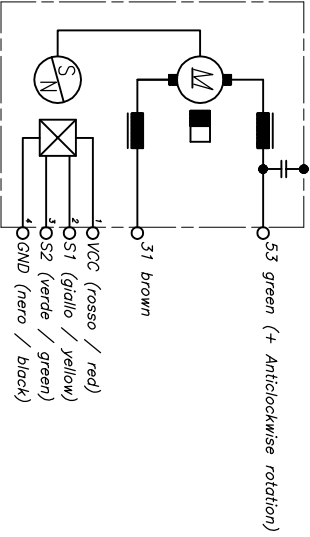 M
S
N
53 green (+ Anticlockwise rotation)
31 brown
1 VCC (rosso / red)
2 S1 (giallo / yellow)
3 S2 (verde / green)
4 GND (nero / black)